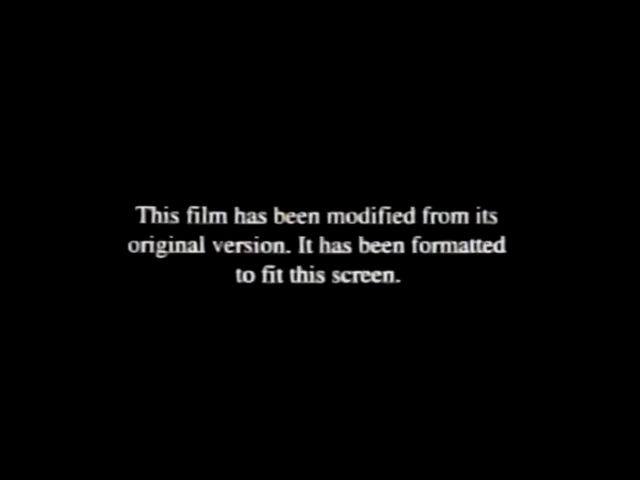 This film has been modified from its
original version. It has been formatted
to fit this screen.